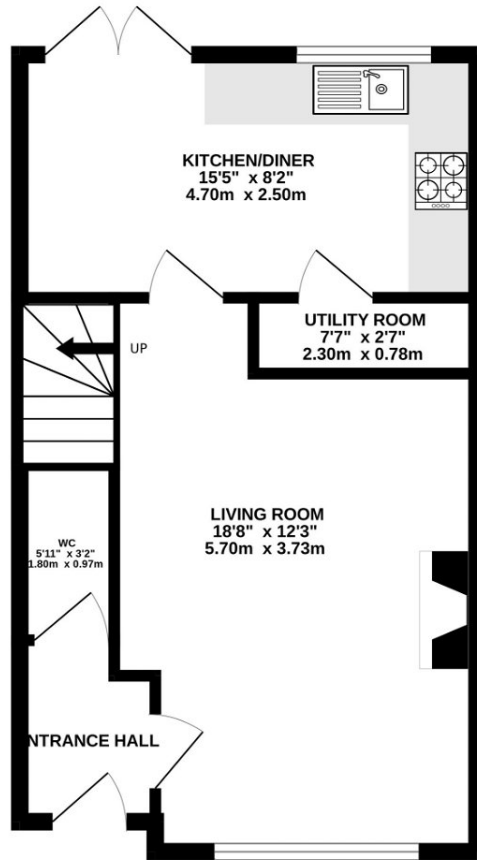 KITCHEN/DINER
15'5" x 8'2"
4.70m x 2.50m
UTILITY ROOM
7'7" x 2'7"
2.30m x 0.78m
UP
LIVING ROOM
18'8" x 12'3"
5.70m x 3.73m
WC
5'11" x 3'2"
1.80m x 0.97m
NTRANCE HALL